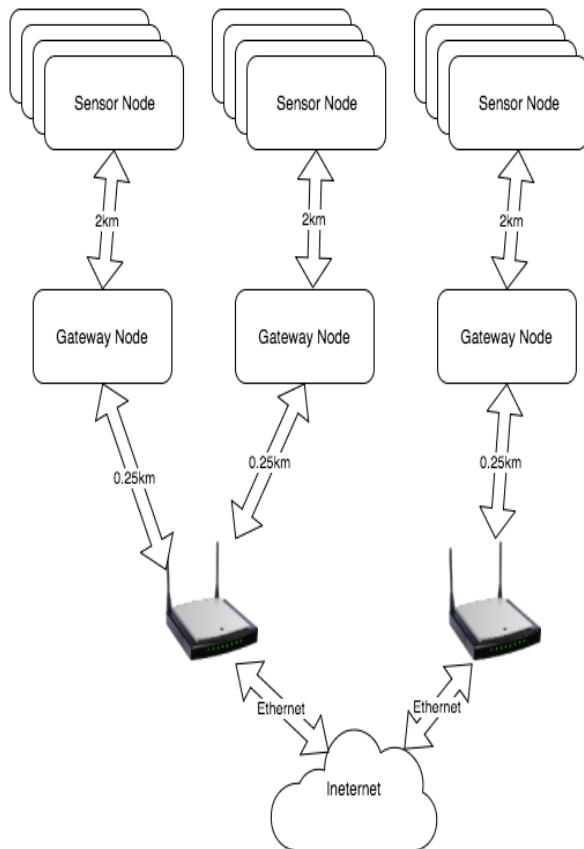 Sensor Node
Sensor Node
Sensor Node
2km
2km
2km
Gateway Node
Gateway Node
Gateway Node
0.25km
0.25km
0.25km
Ethernet
Ethernet
Ineternet